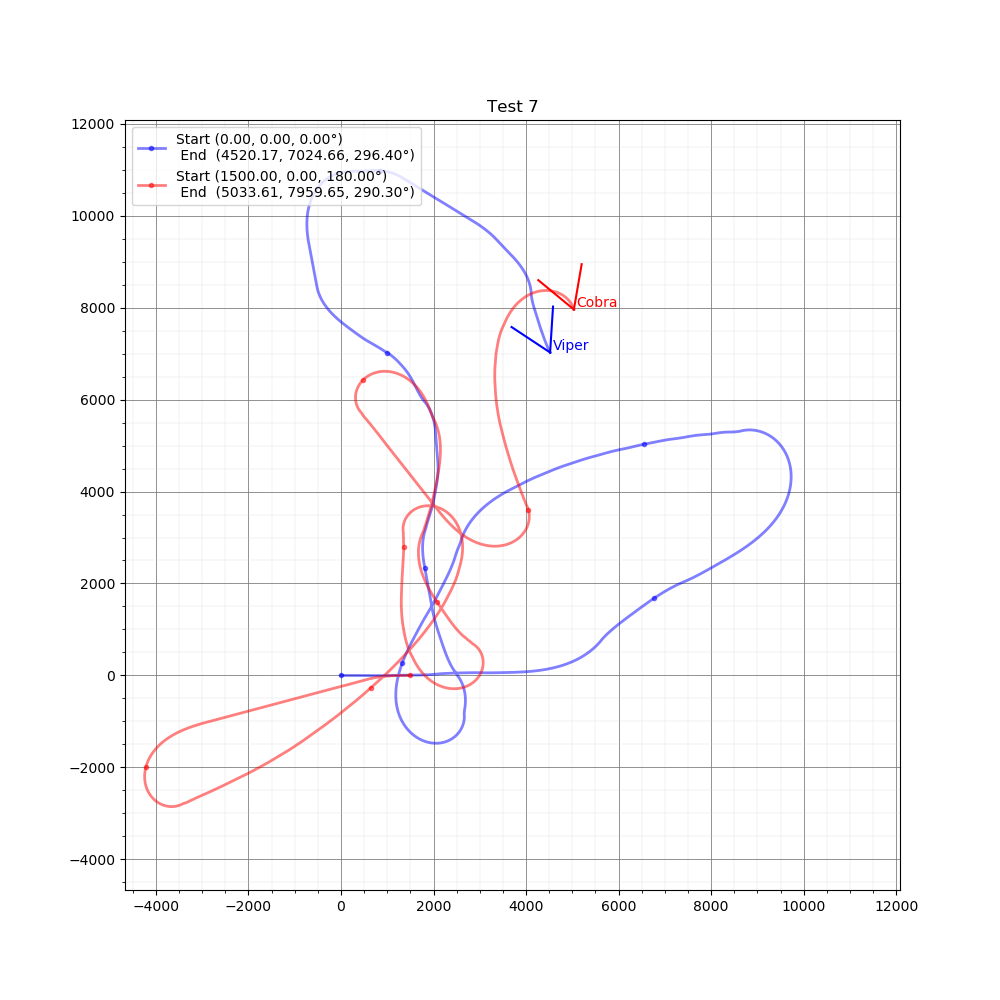 Test 7
Start (0.00, 0.00, 0.00°)
End  (4520.17, 7024.66, 296.40°)
Start (1500.00, 0.00, 180.00°)
End  (5033.61, 7959.65, 290.30°)
12000
10000
8000
6000
4000
2000
0
−2000
−4000
Cobra
Viper
−4000 −2000 0 2000 4000 6000 8000 10000 12000